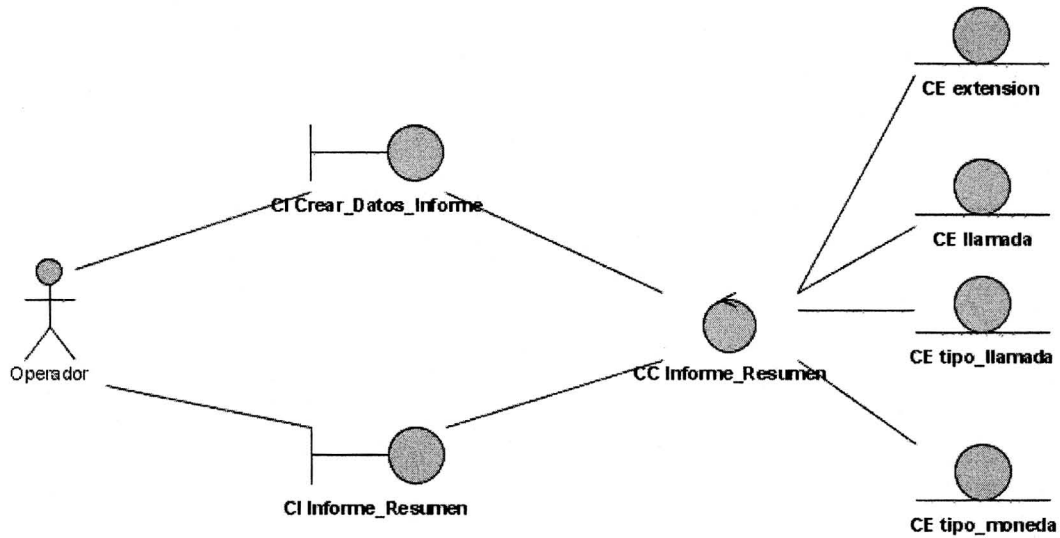 CE extension
CI Crear_Datos_Informe
CE llamada
Operador
CC Informe_Resumen
CE tipo_llamada
CI Informe_Resumen
CE tipo_moneda